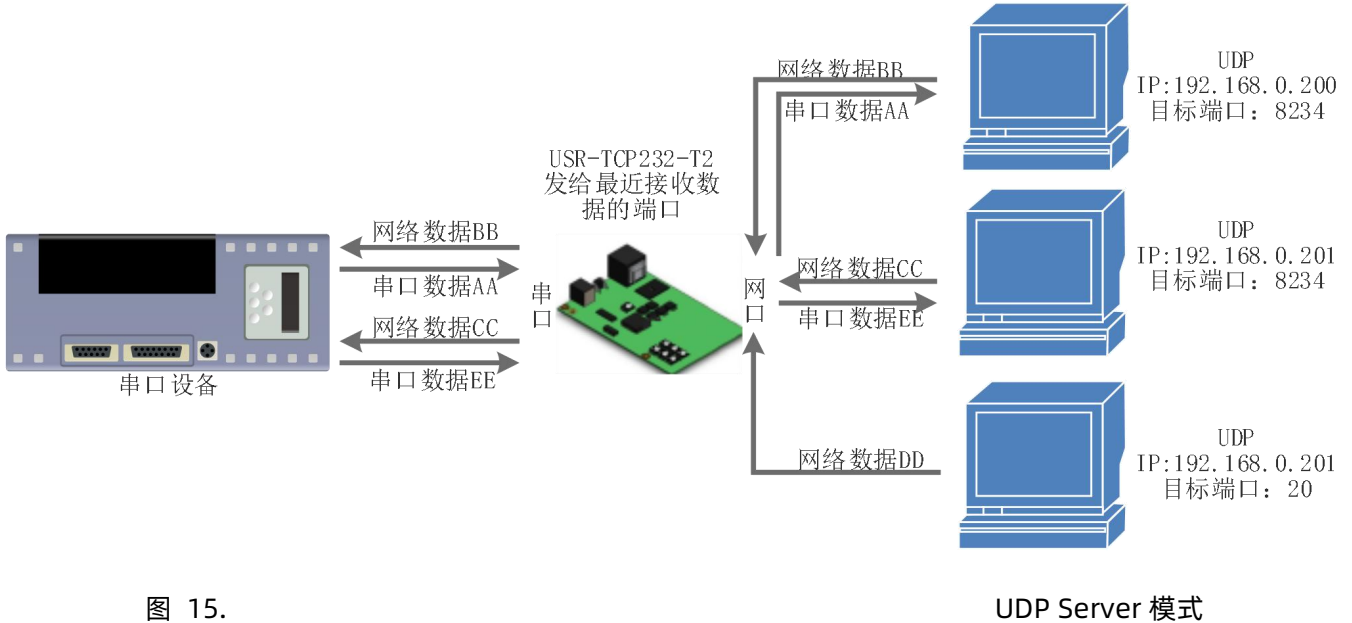 网络数据BB
串口数据AA
UDP
IP:192.168.0.200
目标端口：8234
USR-TCP232-T2
发给最近接收数
据的端口
网络数据BB
串口数据AA
网络数据CC
串口数据EE
串口设备
串
口
网
口
网络数据CC
串口数据EE
UDP
IP:192.168.0.201
目标端口：8234
网络数据DD
UDP
IP:192.168.0.201
目标端口：20
图 15.
UDP Server 模式